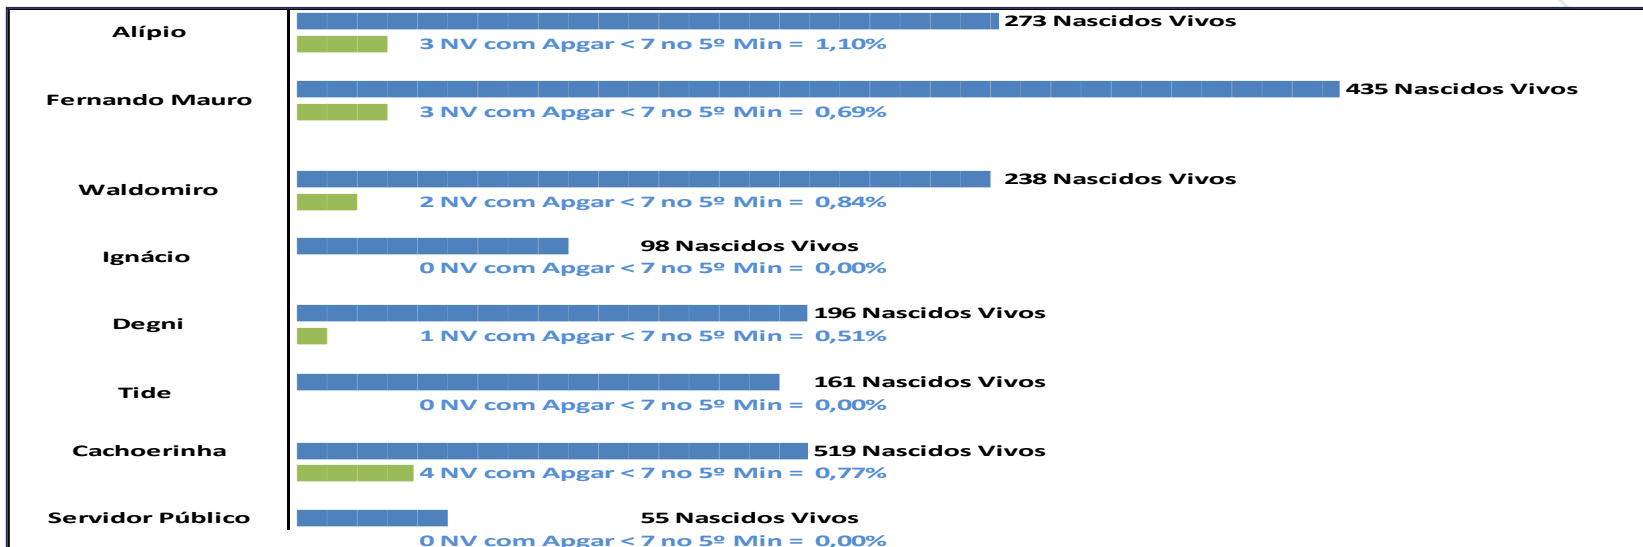 Alípio
273 Nascidos Vivos
3 NV com Apgar < 7 no 5º Min = 1,10%
Fernando Mauro
435 Nascidos Vivos
3 NV com Apgar < 7 no 5º Min = 0,69%
Waldomiro
238 Nascidos Vivos
2 NV com Apgar < 7 no 5º Min = 0,84%
Ignácio
98 Nascidos Vivos
0 NV com Apgar < 7 no 5º Min = 0,00%
Degni
196 Nascidos Vivos
1 NV com Apgar < 7 no 5º Min = 0,51%
Tide
161 Nascidos Vivos
0 NV com Apgar < 7 no 5º Min = 0,00%
Cachoerinha
519 Nascidos Vivos
4 NV com Apgar < 7 no 5º Min = 0,77%
Servidor Público
55 Nascidos Vivos
0 NV com Apgar < 7 no 5º Min = 0,00%